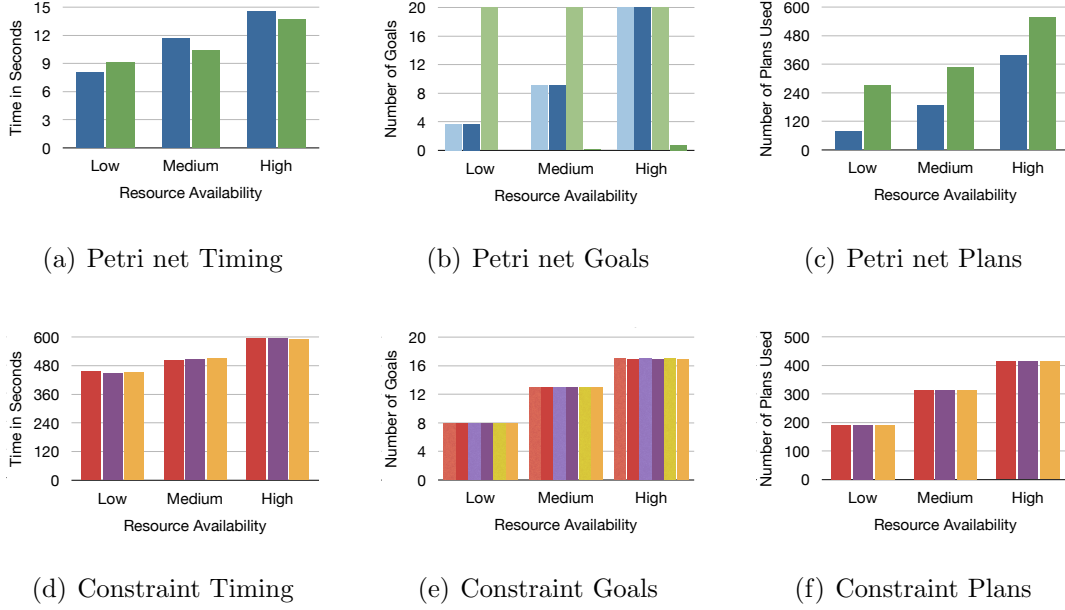 Time in Seconds
15
12
9
6
3
0
Low Medium High
Resource Availability
(a) Petri net Timing
Number of Goals
20
16
12
8
4
0
Low Medium High
Resource Availability
(b) Petri net Goals
Number of Plans Used
600
480
360
240
120
0
Low Medium High
Resource Availability
(c) Petri net Plans
Time in Seconds
600
480
360
240
120
0
Low Medium High
Resource Availability
(d) Constraint Timing
Number of Goals
20
16
12
8
4
0
Low Medium High
Resource Availability
(e) Constraint Goals
Number of Plans Used
500
400
300
200
100
0
Low Medium High
Resource Availability
(f) Constraint Plans